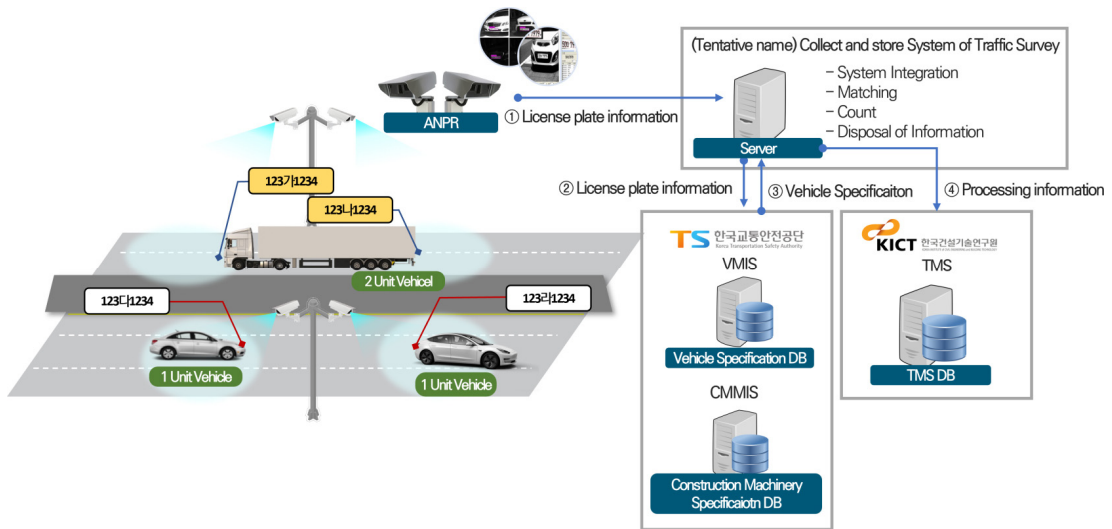 (Tentative name) Collect and store System of Traffic Survey
– System Integration
– Matching
– Count
– Disposal of Information
Server
ANPR
① License plate information
② License plate information
③ Vehicle Specificaiton
④ Processing information
123가1234
123나1234
2 Unit Vehicel
123다1234
123라1234
1 Unit Vehicle
1 Unit Vehicle
TS 한국교통안전공단
Korea Transportation Safety Authority
VMIS
Vehicle Specification DB
CMMIS
Construction Machinery
Specificaiotn DB
KICT 한국건설기술연구원
TMS
TMS DB